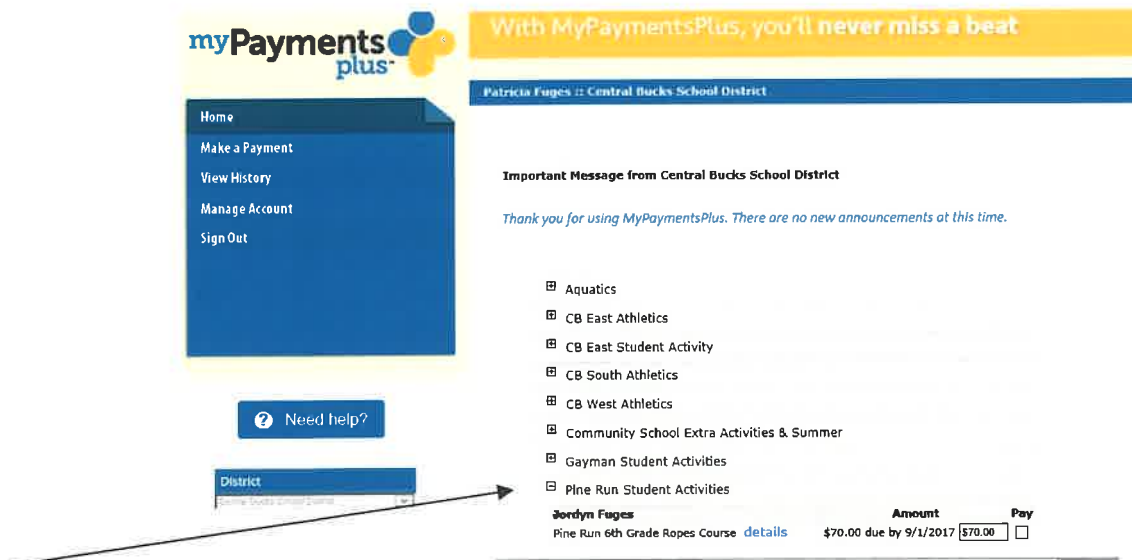 myPayments
plus
With MyPaymentsPlus, you'll never miss a beat
Patricia Fuges :: Central Bucks School District
Home
Make a Payment
View History
Manage Account
Sign Out
Need help?
District
Important Message from Central Bucks School District
Thank you for using MyPaymentsPlus. There are no new announcements at this time.
Aquatics
CB East Athletics
CB East Student Activity
CB South Athletics
CB West Athletics
Community School Extra Activities & Summer
Gayman Student Activities
Pine Run Student Activities
Jordyn Fuges Amount Pay
Pine Run 6th Grade Ropes Course details $70.00 due by 9/1/2017 $70.00